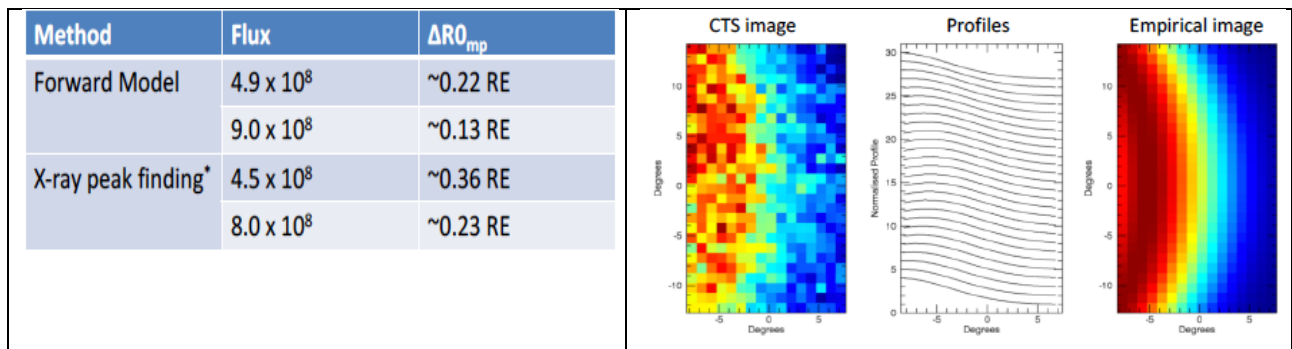 Method Flux ΔR0mp
Forward Model 4.9 x 10⁸ ~0.22 RE
9.0 x 10⁸ ~0.13 RE
X-ray peak finding* 4.5 x 10⁸ ~0.36 RE
8.0 x 10⁸ ~0.23 RE
CTS image Profiles Empirical image
Degrees
10
5
0
-5
-10
-5 0 5
Degrees
Normalised Profile
30
25
20
15
10
5
0
-5 0 5
Degrees
Degrees
10
5
0
-5
-10
-5 0 5
Degrees